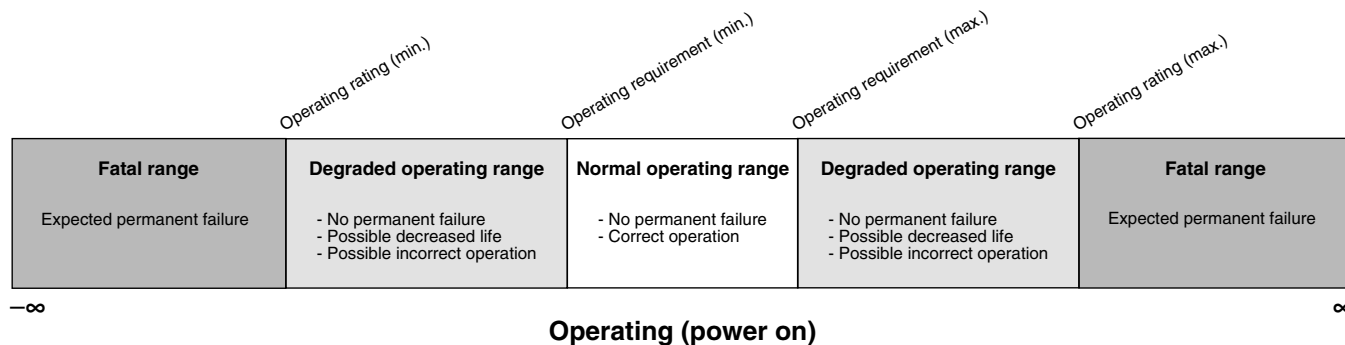 Operating rating (min.)
Operating requirement (min.)
Operating requirement (max.)
Operating rating (max.)
Fatal range
Expected permanent failure
Degraded operating range
- No permanent failure
- Possible decreased life
- Possible incorrect operation
Normal operating range
- No permanent failure
- Correct operation
Degraded operating range
- No permanent failure
- Possible decreased life
- Possible incorrect operation
Fatal range
Expected permanent failure
–∞
∞
Operating (power on)